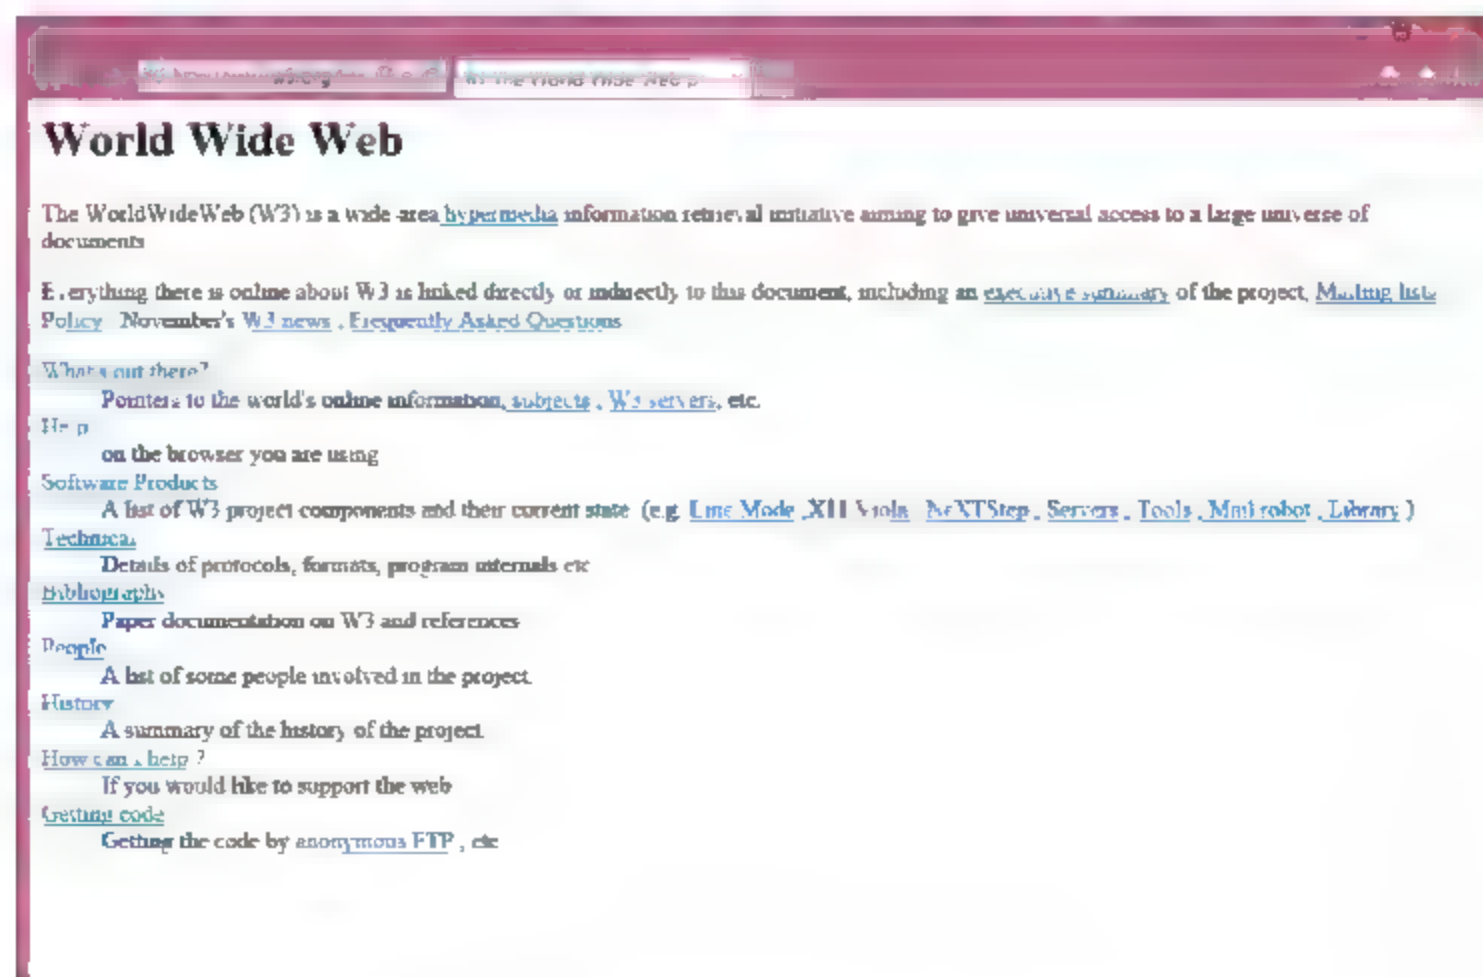 World Wide Web
The WorldWideWeb (W3) is a wide-area hypermedia information retrieval initiative aiming to give universal access to a large universe of
documents
Everything there is online about W3 is linked directly or indirectly to this document, including an executive summary of the project, Mailing lists
Policy November's W3 news , Frequently Asked Questions
What's out there?
Pointers to the world's online information, subjects , W3 servers, etc.
Help
on the browser you are using
Software Products
A list of W3 project components and their current state (e.g. Line Mode ,X11 Viola NeXTStep , Servers , Tools , Mail robot , Library )
Technical
Details of protocols, formats, program internals etc
Bibliography
Paper documentation on W3 and references
People
A list of some people involved in the project
History
A summary of the history of the project
How can I help ?
If you would like to support the web
Getting code
Getting the code by anonymous FTP , etc